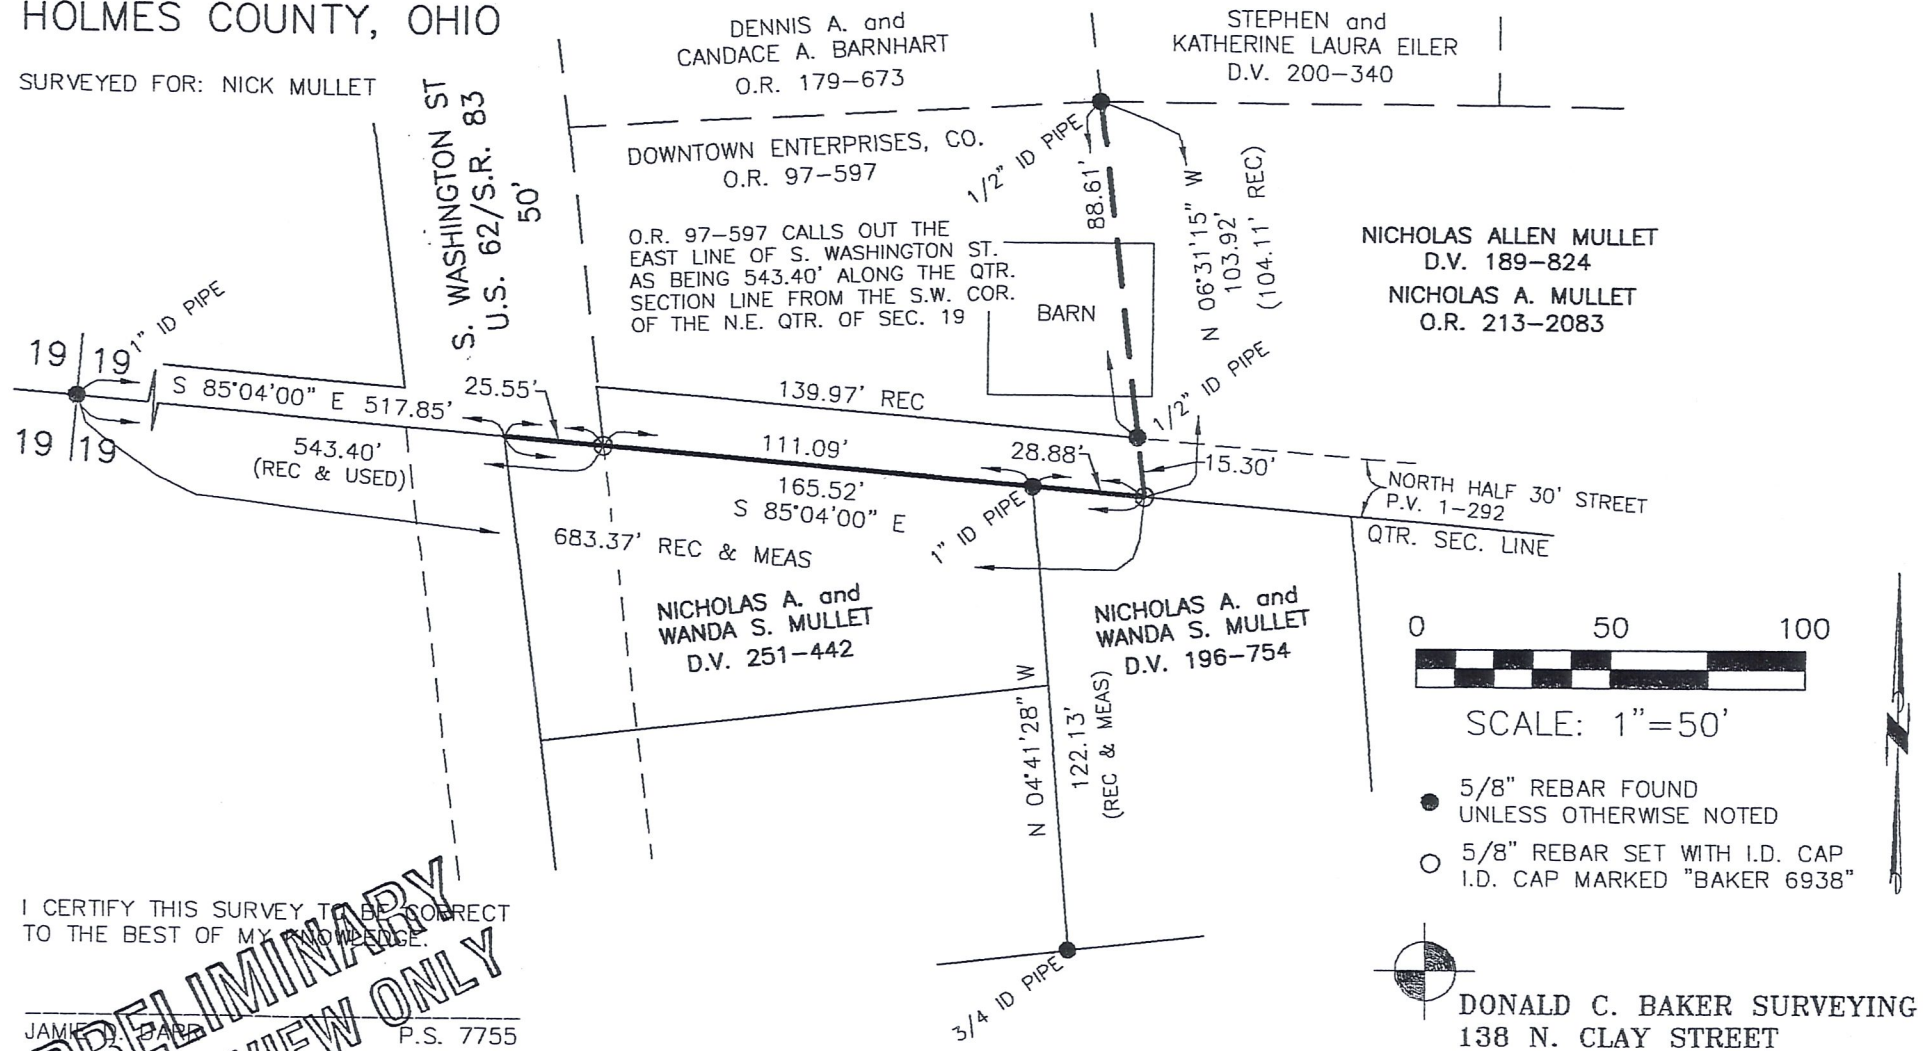 HOLMES COUNTY, OHIO
SURVEYED FOR: NICK MULLET
S. WASHINGTON ST
U.S. 62/S.R. 83
50'
DENNIS A. and
CANDACE A. BARNHART
O.R. 179-673
STEPHEN and
KATHERINE LAURA EILER
D.V. 200-340
DOWNTOWN ENTERPRISES, CO.
O.R. 97-597
1/2" ID PIPE
88.61'
N 06°31'15" W
103.92'
(104.11' REC)
O.R. 97-597 CALLS OUT THE
EAST LINE OF S. WASHINGTON ST.
AS BEING 543.40' ALONG THE QTR.
SECTION LINE FROM THE S.W. COR.
OF THE N.E. QTR. OF SEC. 19
BARN
NICHOLAS ALLEN MULLET
D.V. 189-824
NICHOLAS A. MULLET
O.R. 213-2083
1" ID PIPE
19 19
19 19
S 85°04'00" E 517.85'
25.55'
139.97' REC
1/2" ID PIPE
543.40'
(REC & USED)
111.09'
28.88'
15.30'
165.52'
S 85°04'00" E
NORTH HALF 30' STREET
P.V. 1-292
QTR. SEC. LINE
683.37' REC & MEAS
1" ID PIPE
NICHOLAS A. and
WANDA S. MULLET
D.V. 251-442
NICHOLAS A. and
WANDA S. MULLET
D.V. 196-754
N 04°41'28" W
122.13'
(REC & MEAS)
3/4 ID PIPE
0 50 100
SCALE: 1"=50'
5/8" REBAR FOUND
UNLESS OTHERWISE NOTED
5/8" REBAR SET WITH I.D. CAP
I.D. CAP MARKED "BAKER 6938"
N
I CERTIFY THIS SURVEY TO BE CORRECT
TO THE BEST OF MY KNOWLEDGE.
PRELIMINARY
VIEW ONLY
JAMIE D. P.S. 7755
DONALD C. BAKER SURVEYING
138 N. CLAY STREET